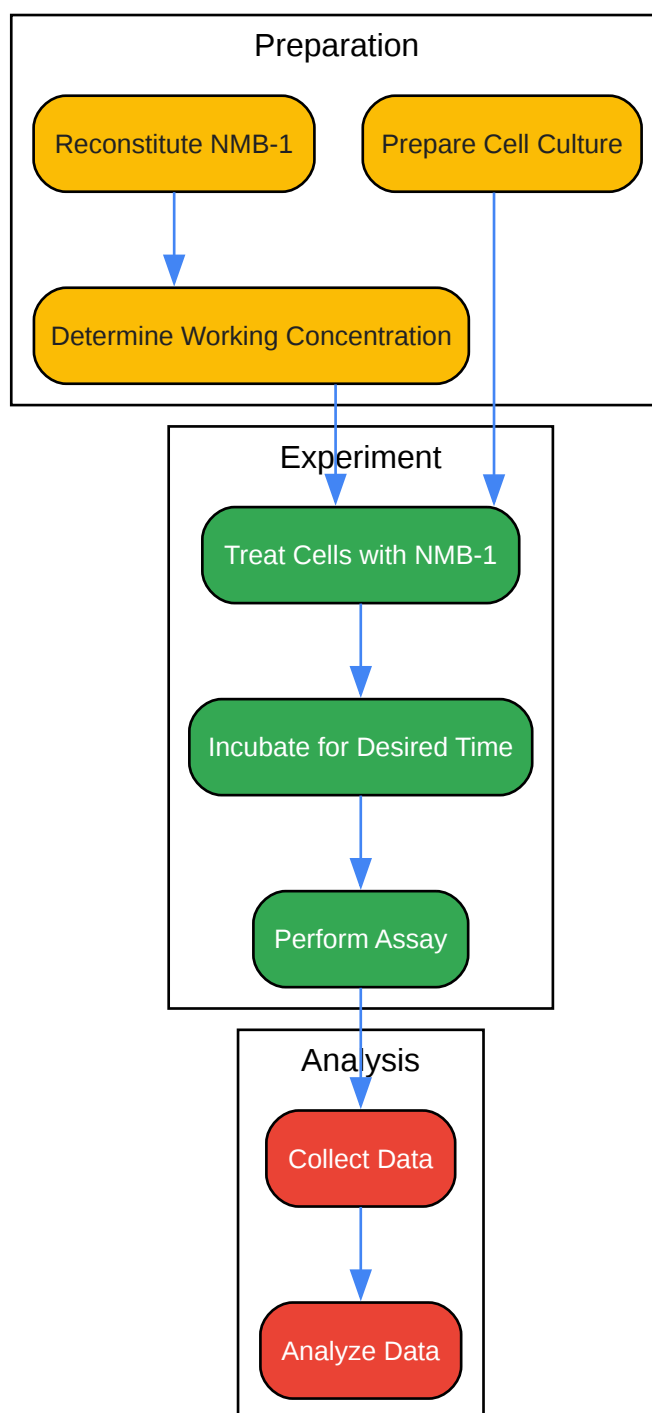 Preparation
Reconstitute NMB-1
Prepare Cell Culture
Determine Working Concentration
Experiment
Treat Cells with NMB-1
Incubate for Desired Time
Perform Assay
Analysis
Collect Data
Analyze Data